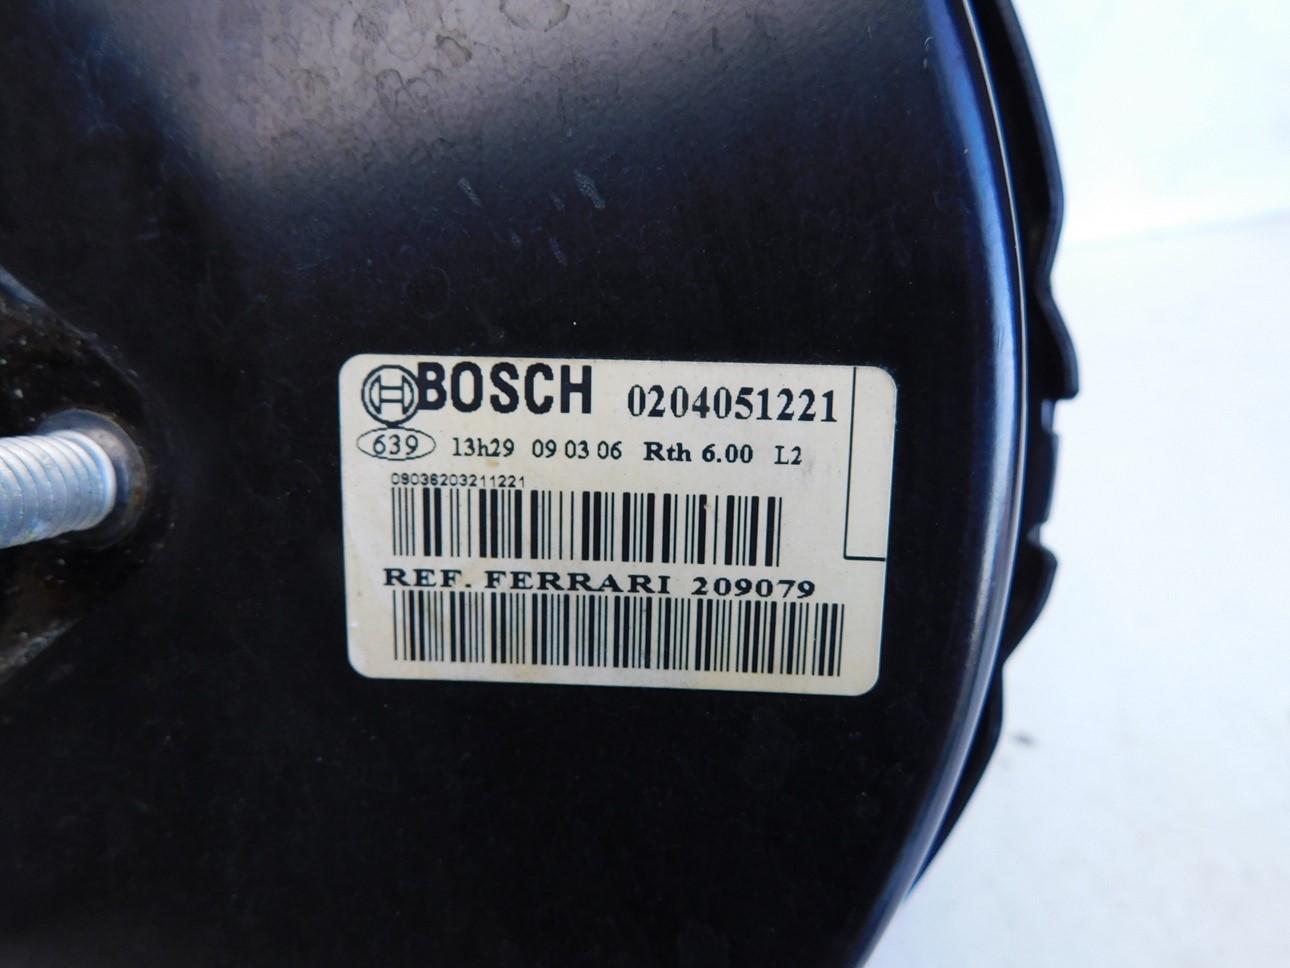 BOSCH 0204051221
639 13h29 09 03 06 Rth 6.00 L2
09036203211221
REF. FERRARI 209079